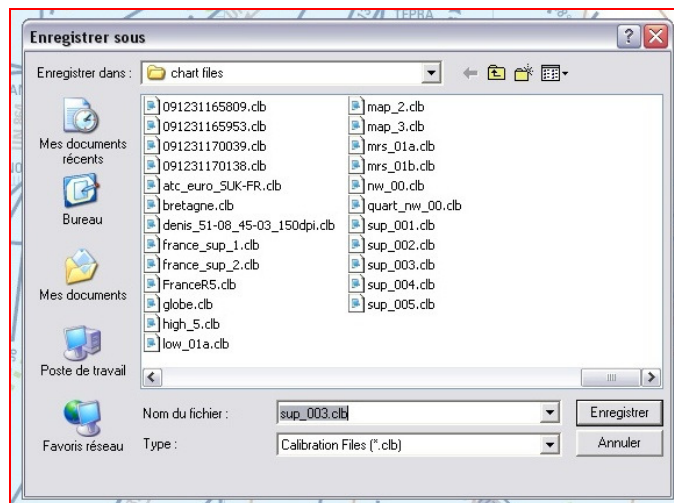 TEPRA
Enregistrer sous
Enregistrer dans :
chart files
Mes documents
récents
Bureau
Mes documents
Poste de travail
Favoris réseau
091231165809.clb
091231165953.clb
091231170039.clb
091231170138.clb
atc_euro_SUK-FR.clb
bretagne.clb
denis_51-08_45-03_150dpi.clb
france_sup_1.clb
france_sup_2.clb
FranceR5.clb
globe.clb
high_5.clb
low_01a.clb
map_2.clb
map_3.clb
mrs_01a.clb
mrs_01b.clb
nw_00.clb
quart_nw_00.clb
sup_001.clb
sup_002.clb
sup_003.clb
sup_004.clb
sup_005.clb
Nom du fichier :
sup_003.clb
Enregistrer
Type :
Calibration Files (*.clb)
Annuler